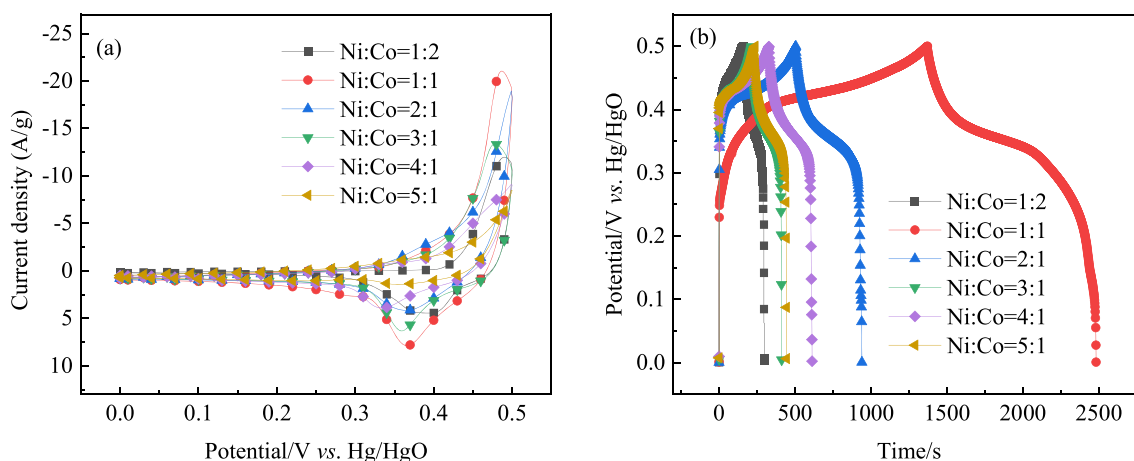 (a)
Ni:Co=1:2
Ni:Co=1:1
Ni:Co=2:1
Ni:Co=3:1
Ni:Co=4:1
Ni:Co=5:1
-25
-20
-15
-10
-5
0
5
10
Current density (A/g)
0.0 0.1 0.2 0.3 0.4 0.5
Potential/V vs. Hg/HgO
(b)
0.5
0.4
0.3
0.2
0.1
0.0
Potential/V vs. Hg/HgO
Ni:Co=1:2
Ni:Co=1:1
Ni:Co=2:1
Ni:Co=3:1
Ni:Co=4:1
Ni:Co=5:1
0 500 1000 1500 2000 2500
Time/s